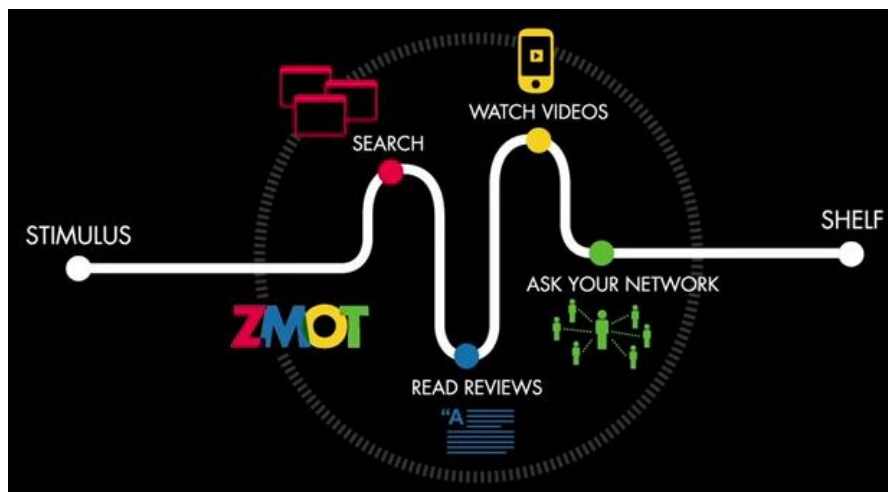 STIMULUS
ZMOT
SEARCH
READ REVIEWS
“A
WATCH VIDEOS
ASK YOUR NETWORK
SHELF